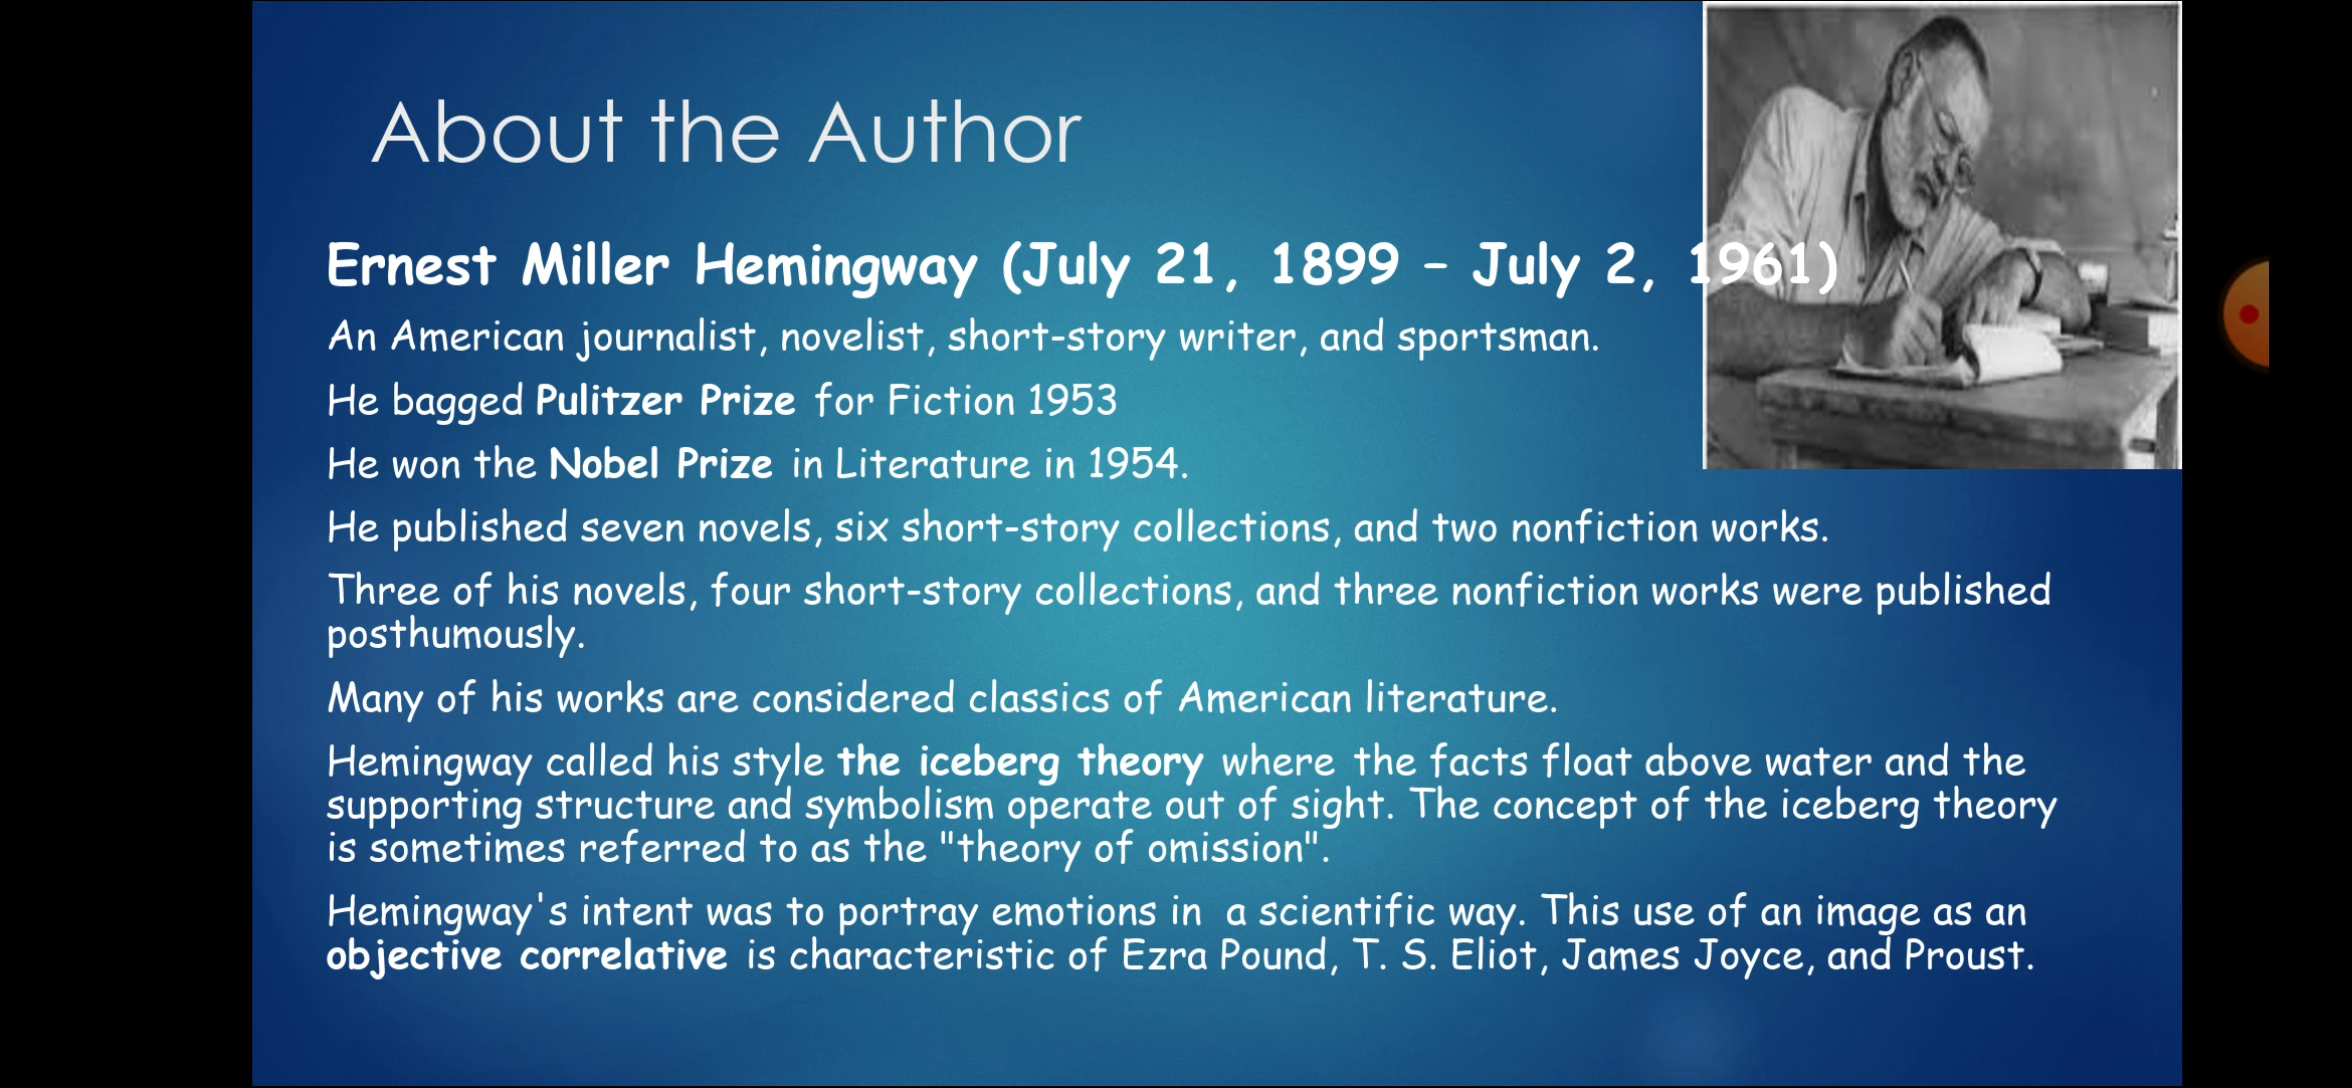 About the Author
Ernest Miller Hemingway (July 21, 1899 – July 2, 1961)
An American journalist, novelist, short-story writer, and sportsman.
He bagged Pulitzer Prize for Fiction 1953
He won the Nobel Prize in Literature in 1954.
He published seven novels, six short-story collections, and two nonfiction works.
Three of his novels, four short-story collections, and three nonfiction works were published
posthumously.
Many of his works are considered classics of American literature.
Hemingway called his style the iceberg theory where the facts float above water and the
supporting structure and symbolism operate out of sight. The concept of the iceberg theory
is sometimes referred to as the "theory of omission".
Hemingway's intent was to portray emotions in a scientific way. This use of an image as an
objective correlative is characteristic of Ezra Pound, T. S. Eliot, James Joyce, and Proust.